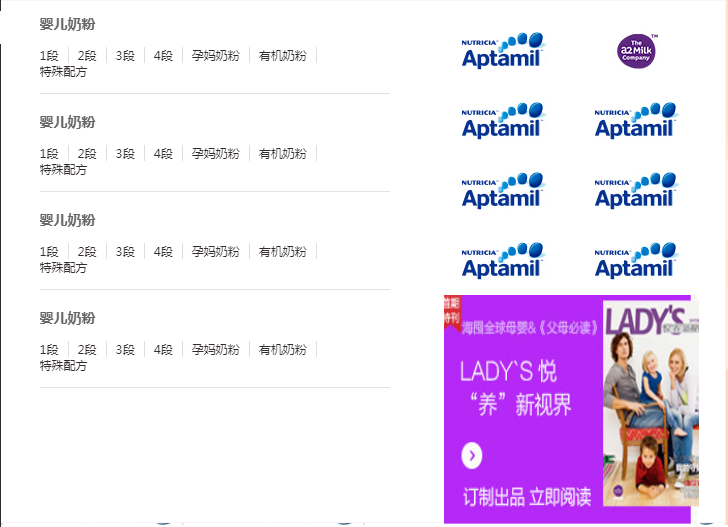 婴儿奶粉
1段 2段 3段 4段 孕妈奶粉 有机奶粉
特殊配方
婴儿奶粉
1段 2段 3段 4段 孕妈奶粉 有机奶粉
特殊配方
婴儿奶粉
1段 2段 3段 4段 孕妈奶粉 有机奶粉
特殊配方
婴儿奶粉
1段 2段 3段 4段 孕妈奶粉 有机奶粉
特殊配方
NUTRICIA
Aptamil
The
a2 Milk
Company
TM
NUTRICIA
Aptamil
NUTRICIA
Aptamil
NUTRICIA
Aptamil
NUTRICIA
Aptamil
NUTRICIA
Aptamil
NUTRICIA
Aptamil
首期
特刊
海囤全球母婴&《父母必读》
LADY`S 悦
“养”新视界
订制出品 立即阅读
LADY'S